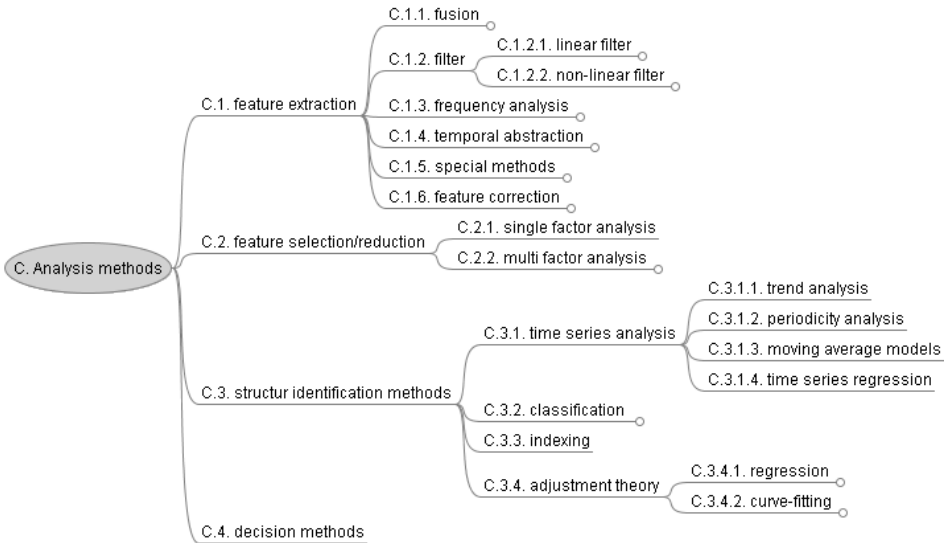 C. Analysis methods
C.1. feature extraction
C.1.1. fusion
C.1.2. filter
C.1.2.1. linear filter
C.1.2.2. non-linear filter
C.1.3. frequency analysis
C.1.4. temporal abstraction
C.1.5. special methods
C.1.6. feature correction
C.2. feature selection/reduction
C.2.1. single factor analysis
C.2.2. multi factor analysis
C.3. structur identification methods
C.3.1. time series analysis
C.3.1.1. trend analysis
C.3.1.2. periodicity analysis
C.3.1.3. moving average models
C.3.1.4. time series regression
C.3.2. classification
C.3.3. indexing
C.3.4. adjustment theory
C.3.4.1. regression
C.3.4.2. curve-fitting
C.4. decision methods